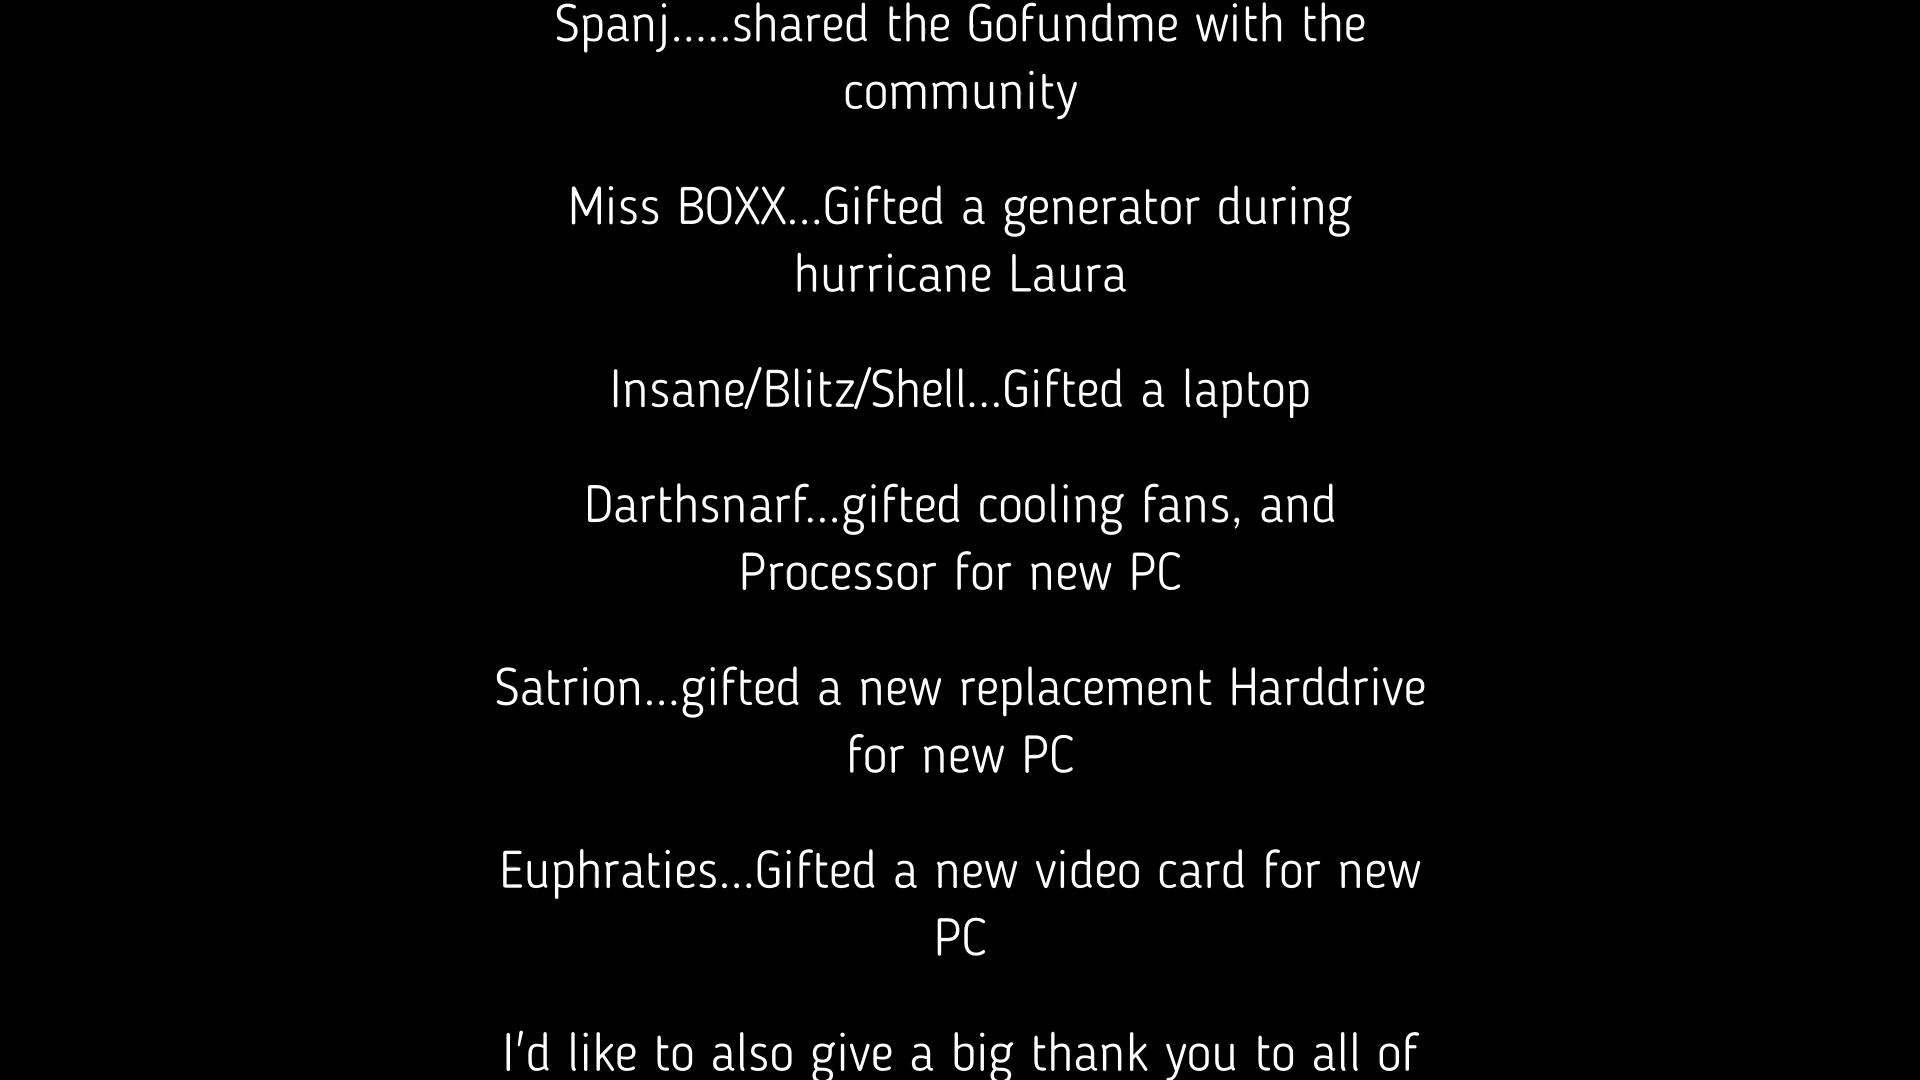 Spanj.....shared the Gofundme with the
community
Miss BOXX...Gifted a generator during
hurricane Laura
Insane/Blitz/Shell...Gifted a laptop
Darthsnarf...gifted cooling fans, and
Processor for new PC
Satrion...gifted a new replacement Harddrive
for new PC
Euphraties...Gifted a new video card for new
PC
I'd like to also give a big thank you to all of